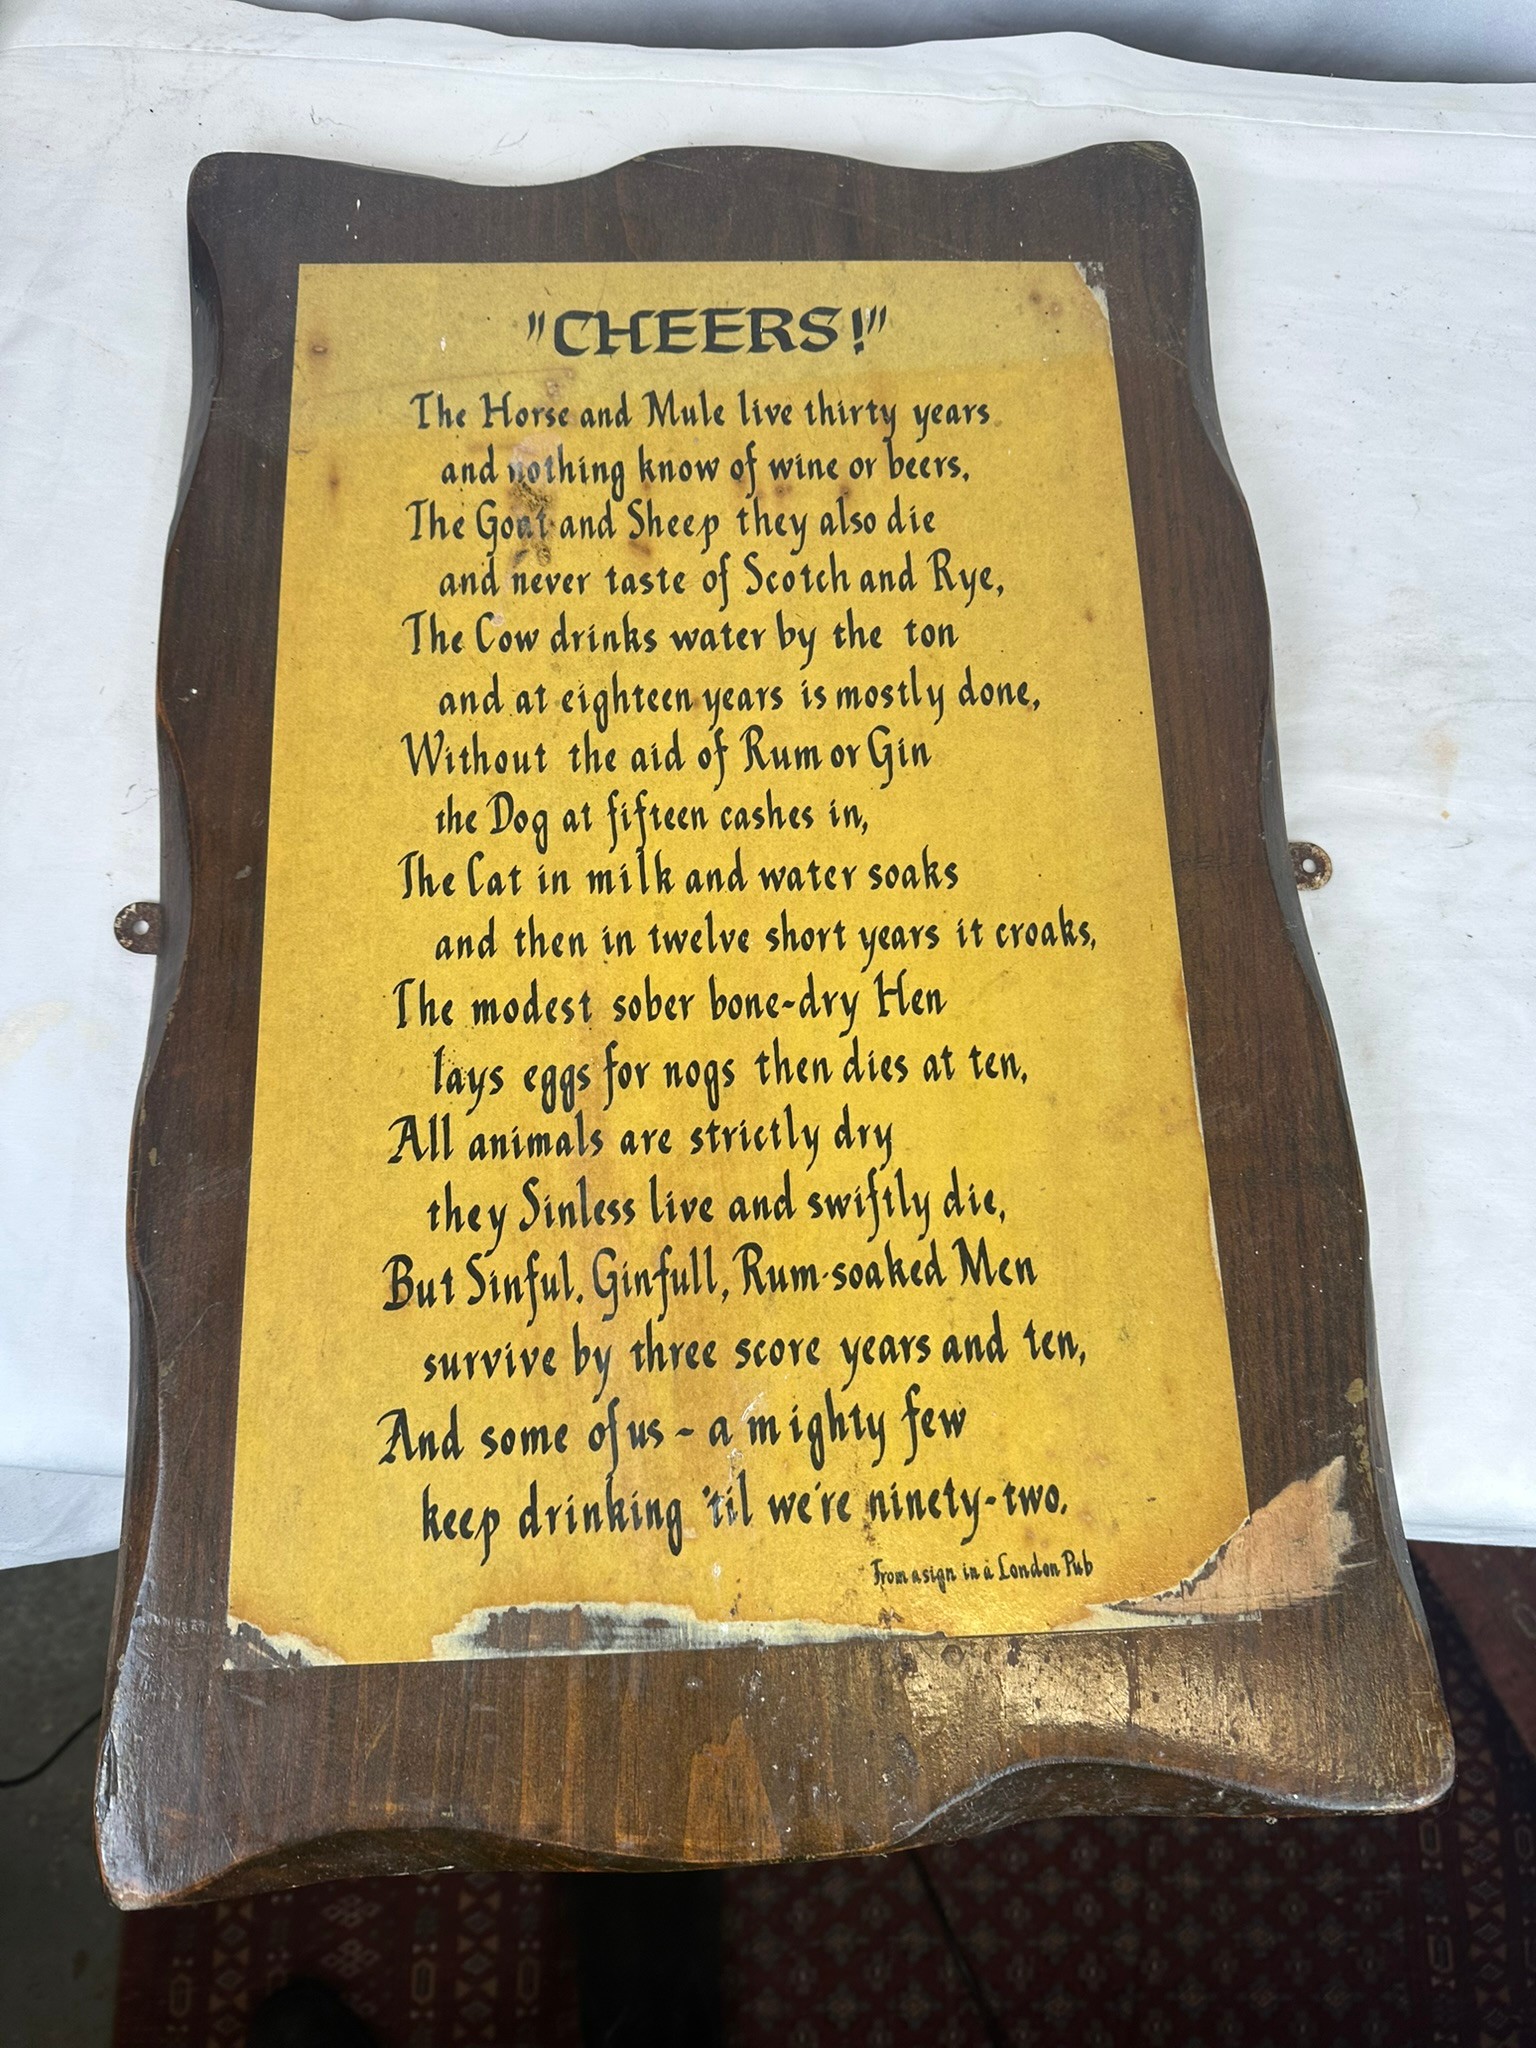 "CHEERS!"
The Horse and Mule live thirty years
and nothing know of wine or beers,
The Goat and Sheep they also die
and never taste of Scotch and Rye,
The Cow drinks water by the ton
and at eighteen years is mostly done,
Without the aid of Rum or Gin
the Dog at fifteen cashes in,
The Cat in milk and water soaks
and then in twelve short years it croaks,
The modest sober bone-dry Hen
lays eggs for nogs then dies at ten,
All animals are strictly dry
they Sinless live and swiftly die,
But Sinful, Ginfull, Rum-soaked Men
survive by three score years and ten,
And some of us - a mighty few
keep drinking 'til we're ninety-two.
From a sign in a London Pub